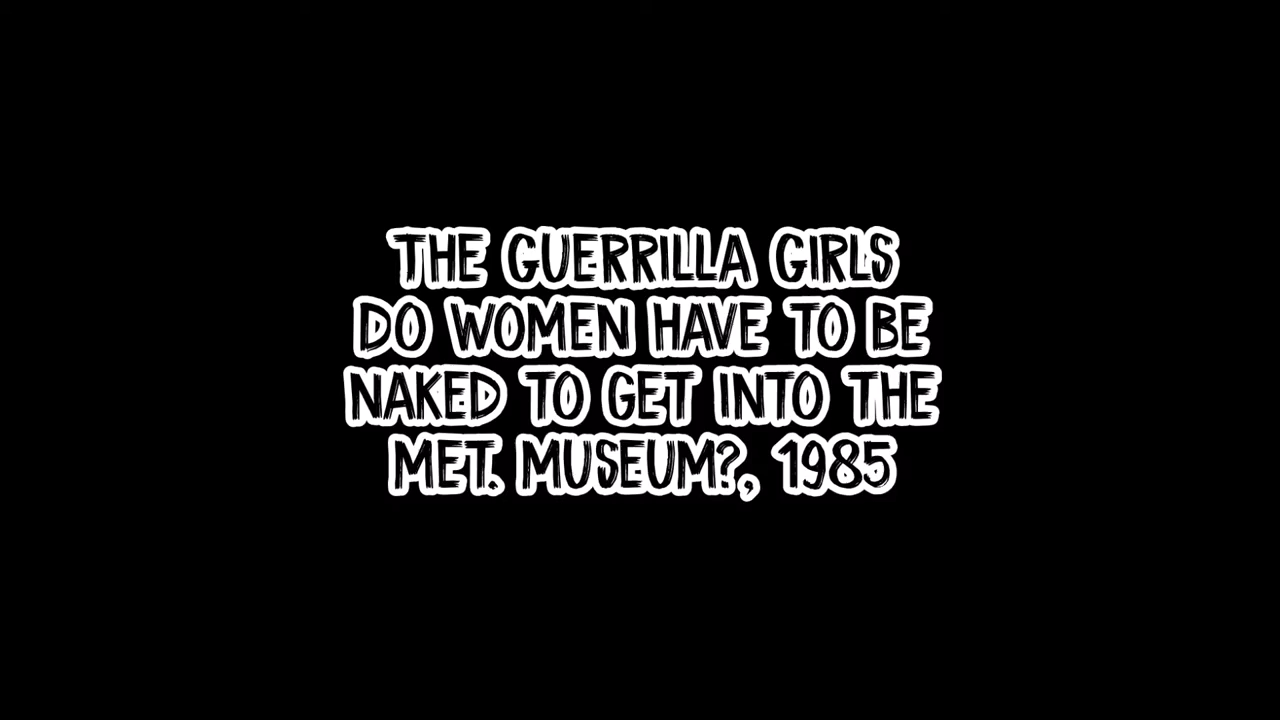 THE GUERRILLA GIRLS
DO WOMEN HAVE TO BE
NAKED TO GET INTO THE
MET. MUSEUM?, 1985